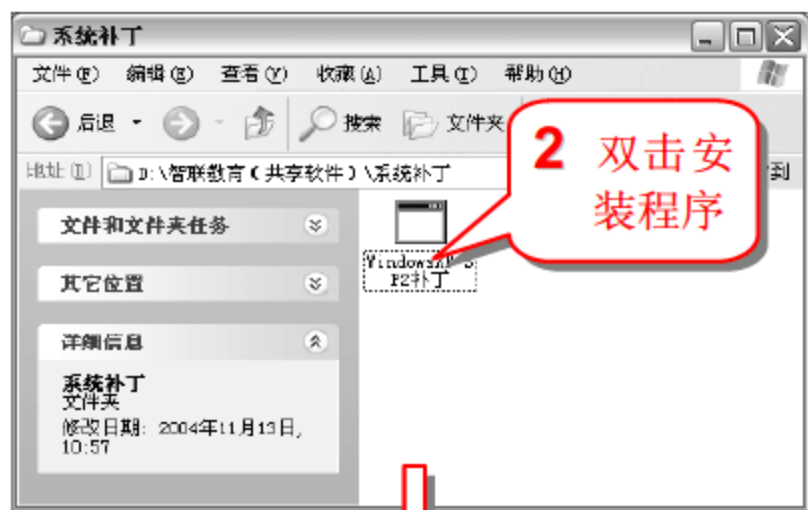 系统补丁
文件(F) 编辑(E) 查看(V) 收藏(A) 工具(T) 帮助(H)
后退 搜索 文件夹
地址(D) D:\智联教育(共享软件)\系统补丁
到
2 双击安
装程序
文件和文件夹任务
其它位置
详细信息
系统补丁
文件夹
修改日期: 2004年11月13日,
10:57
WindowsXP S
P2补丁